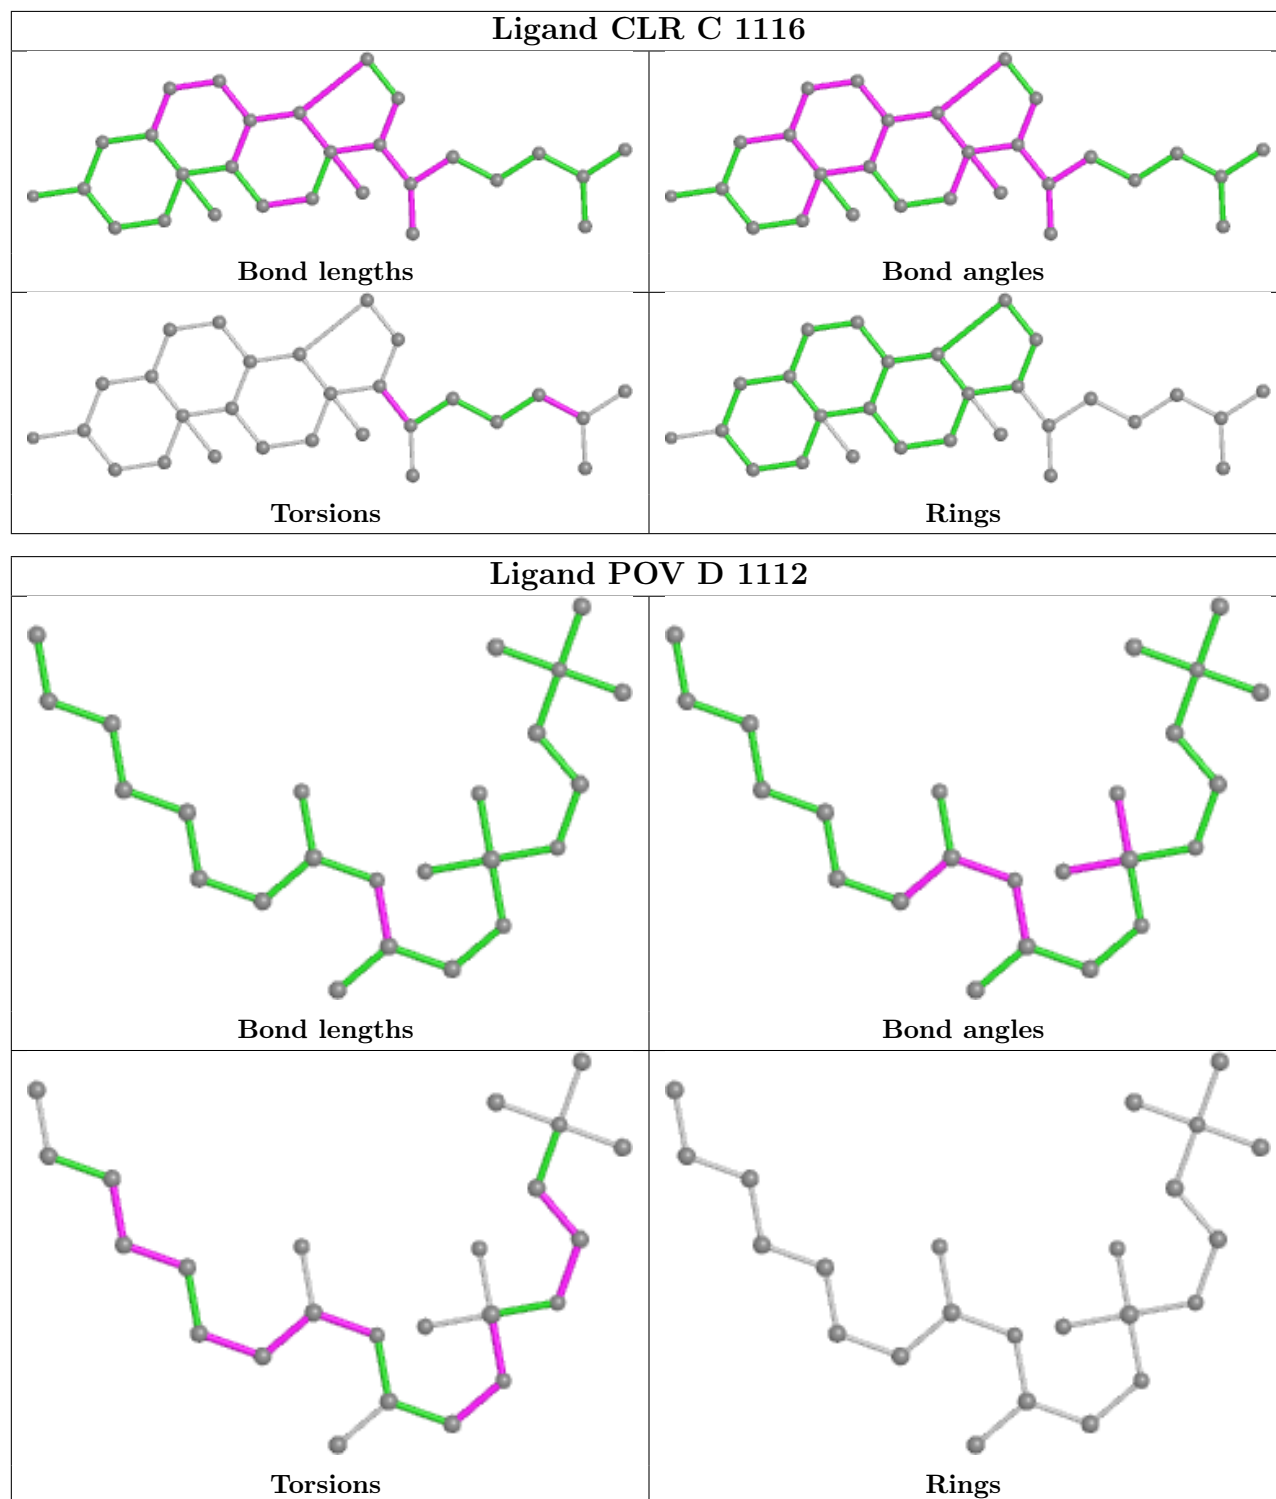 Ligand CLR C 1116
Bond lengths
Bond angles
Torsions
Rings
Ligand POV D 1112
Bond lengths
Bond angles
Torsions
Rings